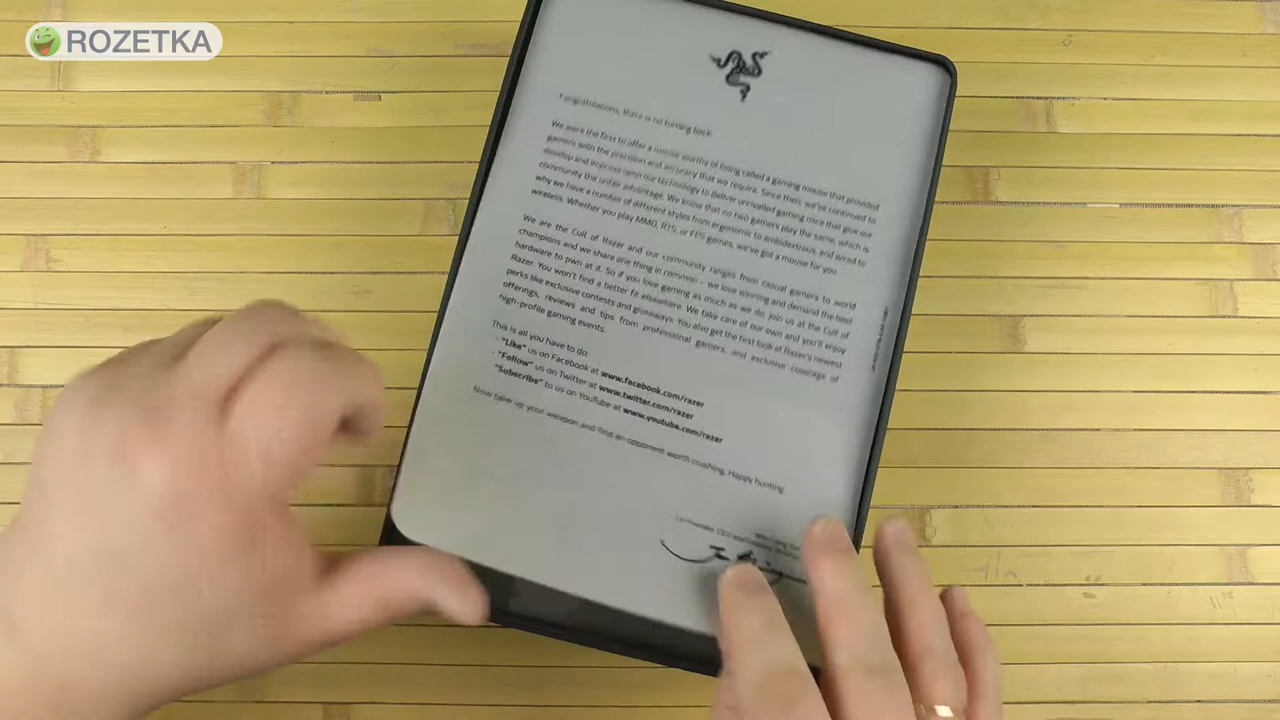 ROZETKA
Congratulations, there is no turning back.
We were the first to offer a mouse worthy of being called a gaming mouse that provided
gamers with the precision and accuracy that we require. Since then, we've continued to
develop and improve upon our technology to deliver unrivalled gaming mice that give our
community the unfair advantage. We know that no two gamers play the same, which is
why we have a number of different styles from ergonomic to ambidextrous, and wired to
wireless. Whether you play MMO, RTS, or FPS games, we've got a mouse for you.
We are the Cult of Razer and our community ranges from casual gamers to world
champions and we share one thing in common – we love winning and demand the best
hardware to pwn at it. So if you love gaming as much as we do, join us at the Cult of
Razer. You won't find a better fit elsewhere. We take care of our own and you'll enjoy
perks like exclusive contests and giveaways. You also get the first look at Razer's newest
offerings, reviews and tips from professional gamers, and exclusive coverage of
high-profile gaming events.
This is all you have to do:
- "Like" us on Facebook at www.facebook.com/razer
- "Follow" us on Twitter at www.twitter.com/razer
- "Subscribe" to us on YouTube at www.youtube.com/razer
Now take up your weapon and find an opponent worth crushing. Happy hunting.
Co-Founder, CEO and Creative